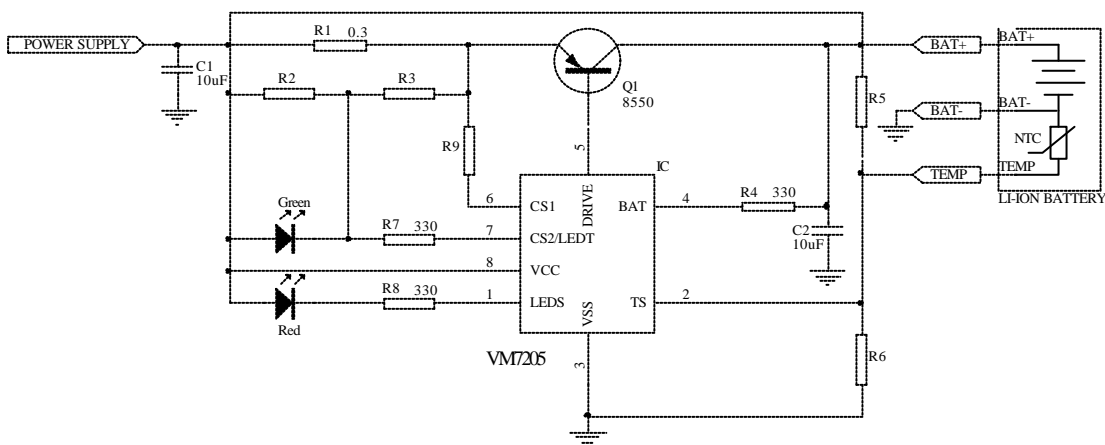 POWER SUPPLY
R1 0.3
C1
10uF
R2
R3
Q1
8550
R5
BAT+
BAT+
BAT-
BAT-
NTC
TEMP
TEMP
LI-ION BATTERY
R9
5
IC
Green
6
CS1
DRIVE
BAT
4
R4 330
R7 330
7
CS2/LEDT
C2
10uF
8
VCC
R8 330
1
LEDS
VSS
TS
2
Red
VM7205
3
R6